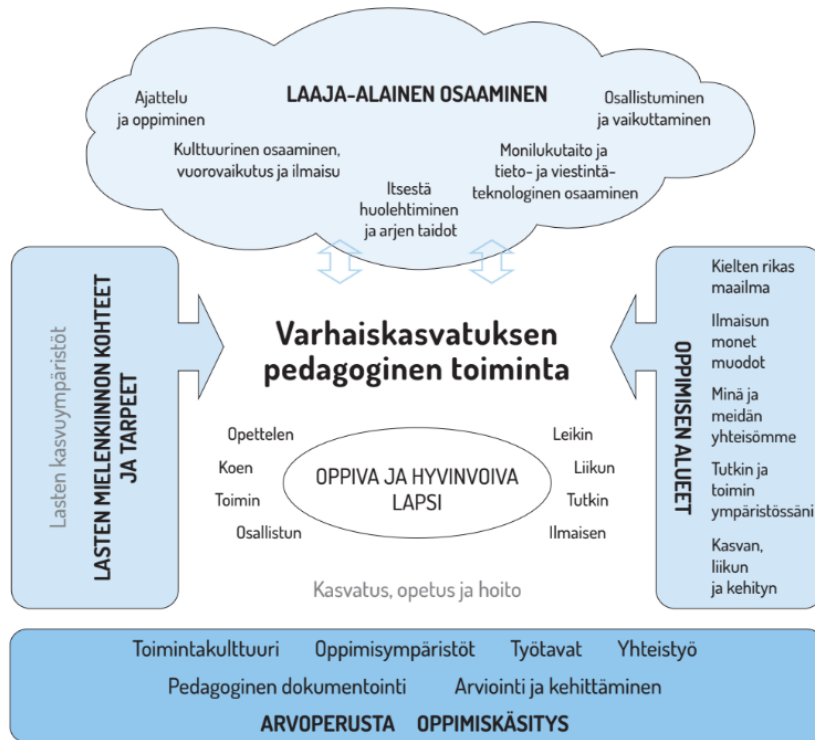 LAAJA-ALAINEN OSAAMINEN
Ajattelu
ja oppiminen
Osallistuminen
ja vaikuttaminen
Kulttuurinen osaaminen,
vuorovaikutus ja ilmaisu
Monilukutaito ja
tieto- ja viestintä-
teknologinen osaaminen
Itsestä
huolehtiminen
ja arjen taidot
Lasten kasvuympäristöt
LASTEN MIELENKIINNON KOHTEET
JA TARPEET
Varhaiskasvatuksen
pedagoginen toiminta
Opettelen
Koen
Toimin
Osallistun
OPPIVA JA HYVINVOIVA
LAPSI
Leikin
Liikun
Tutkin
Ilmaisen
Kasvatus, opetus ja hoito
OPPIMISEN ALUEET
Kielten rikas
maailma
Ilmaisun
monet
muodot
Minä ja
meidän
yhteisömme
Tutkin ja
toimin
ympäristössäni
Kasvan,
liikun
ja kehityn
Toimintakulttuuri Oppimisympäristöt Työtavat Yhteistyö
Pedagoginen dokumentointi Arviointi ja kehittäminen
ARVOPERUSTA OPPIMISKÄSITYS